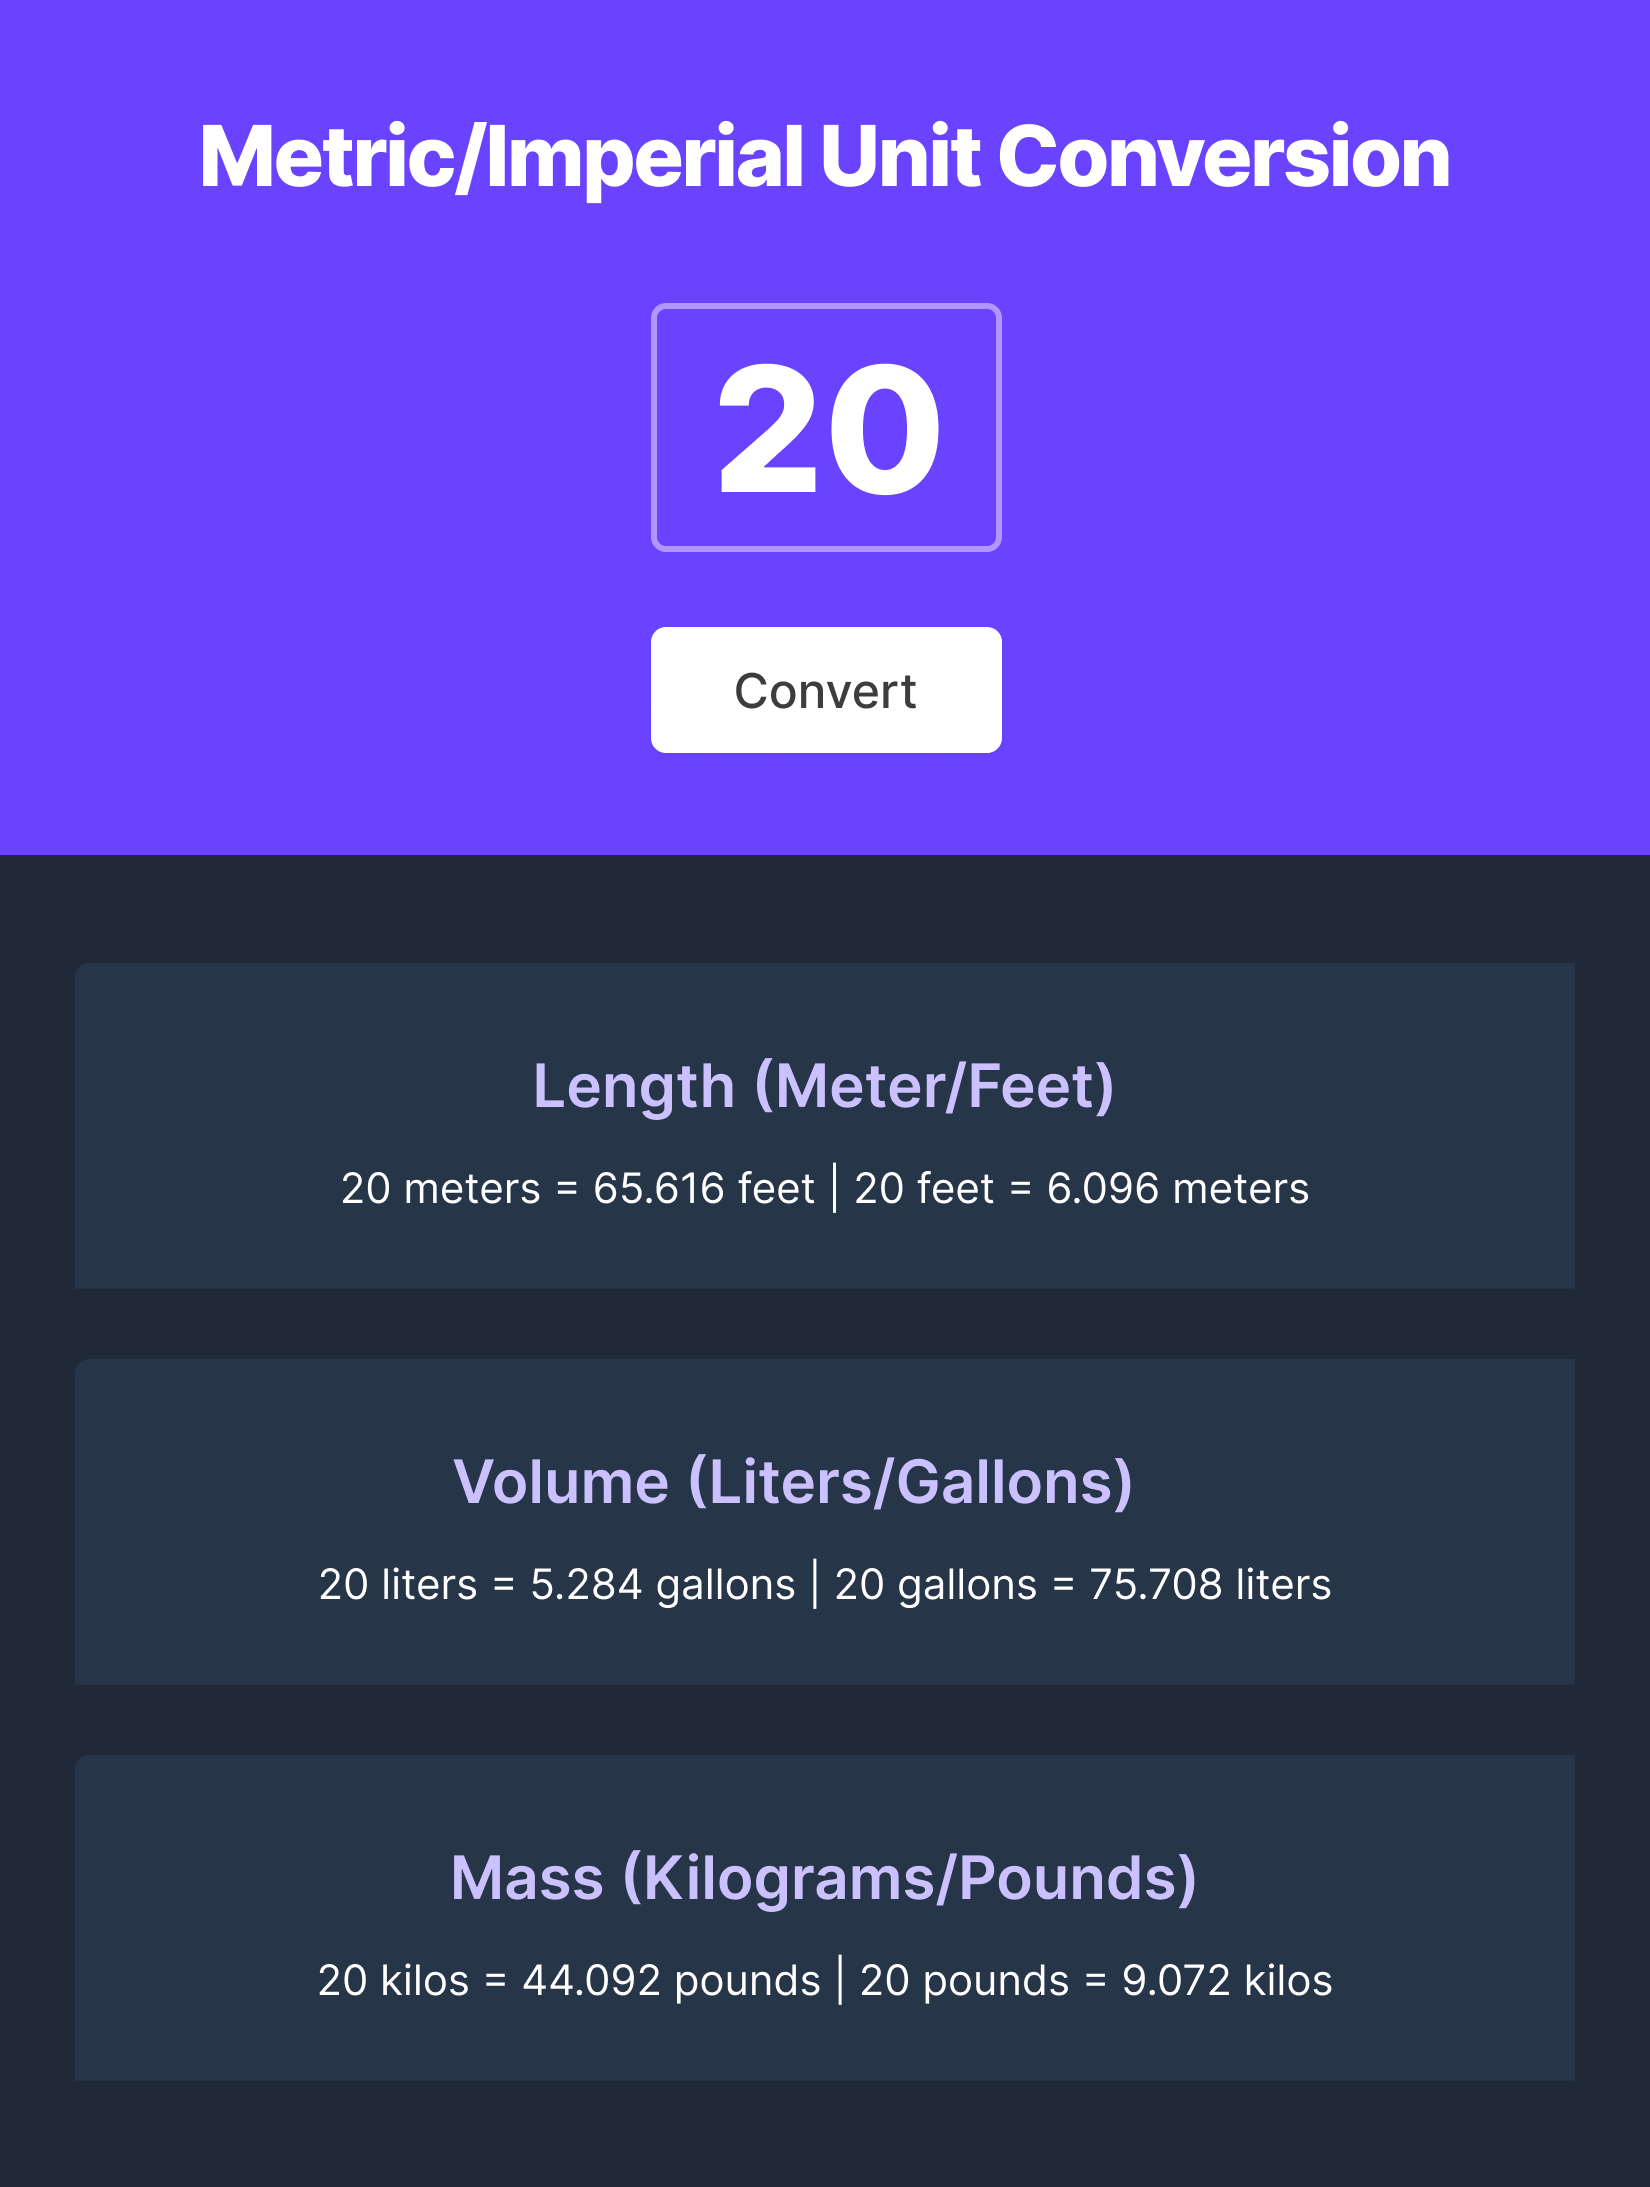 Metric/Imperial Unit Conversion
20
Convert
Length (Meter/Feet)
20 meters = 65.616 feet | 20 feet = 6.096 meters
Volume (Liters/Gallons)
20 liters = 5.284 gallons | 20 gallons = 75.708 liters
Mass (Kilograms/Pounds)
20 kilos = 44.092 pounds | 20 pounds = 9.072 kilos